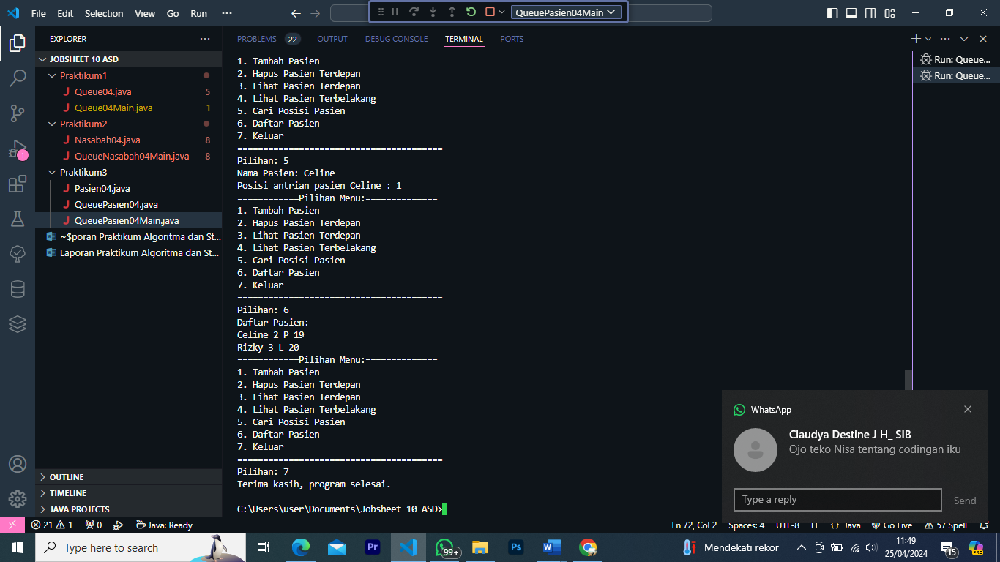 File Edit Selection View Go Run ···
QueuePasien04Main
EXPLORER
JOBSHEET 10 ASD
Praktikum1
Queue04.java 5
Queue04Main.java 1
Praktikum2
Nasabah04.java 8
QueueNasabah04Main.java 8
Praktikum3
Pasien04.java
QueuePasien04.java
QueuePasien04Main.java
~$poran Praktikum Algoritma dan St...
Laporan Praktikum Algoritma dan St...
OUTLINE
TIMELINE
JAVA PROJECTS
1
PROBLEMS 22 OUTPUT DEBUG CONSOLE TERMINAL PORTS
1. Tambah Pasien
2. Hapus Pasien Terdepan
3. Lihat Pasien Terdepan
4. Lihat Pasien Terbelakang
5. Cari Posisi Pasien
6. Daftar Pasien
7. Keluar
========================================
Pilihan: 5
Nama Pasien: Celine
Posisi antrian pasien Celine : 1
============Pilihan Menu:==============
1. Tambah Pasien
2. Hapus Pasien Terdepan
3. Lihat Pasien Terdepan
4. Lihat Pasien Terbelakang
5. Cari Posisi Pasien
6. Daftar Pasien
7. Keluar
========================================
Pilihan: 6
Daftar Pasien:
Celine 2 P 19
Rizky 3 L 20
============Pilihan Menu:==============
1. Tambah Pasien
2. Hapus Pasien Terdepan
3. Lihat Pasien Terdepan
4. Lihat Pasien Terbelakang
5. Cari Posisi Pasien
6. Daftar Pasien
7. Keluar
========================================
Pilihan: 7
Terima kasih, program selesai.
C:\Users\user\Documents\Jobsheet 10 ASD>
Run: Queue...
Run: Queue...
WhatsApp
Claudya Destine J H_ SIB
Ojo teko Nisa tentang codingan iku
Type a reply
Send
21 1 0 Java: Ready
Ln 72, Col 2 Spaces: 4 UTF-8 LF {} Java Go Live 57 Spell
Type here to search
Pr
99+
Ps
Mendekati rekor
11:49
25/04/2024
15
PRE